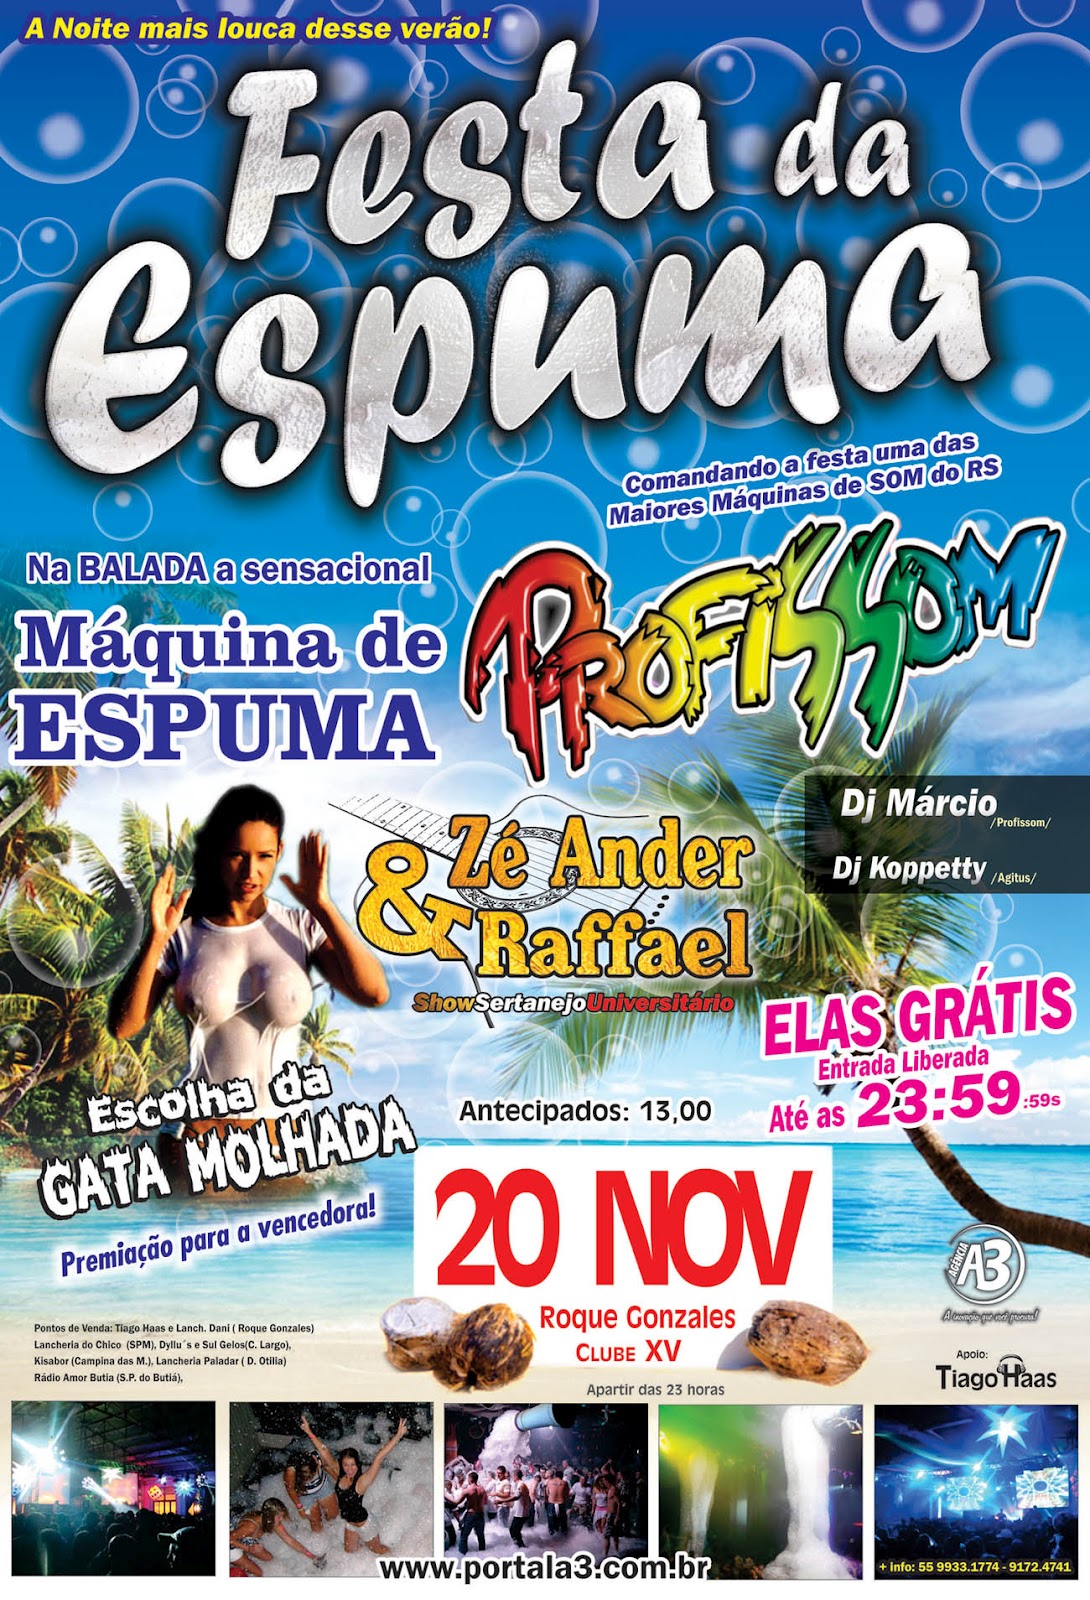 A Noite mais louca desse verão!
Festa da
Espuma
Comandando a festa uma das
Maiores Máquinas de SOM do RS
Na BALADA a sensacional
Máquina de
ESPUMA
PROFISSOM
Dj Márcio /Profissom/
Dj Koppetty /Agitus/
Zé Ander
& Raffael
ShowSertanejoUniversitário
ELAS GRÁTIS
Entrada Liberada
Até as 23:59:59s
Escolha da
GATA MOLHADA
Premiação para a vencedora!
Antecipados: 13,00
20 NOV
Roque Gonzales
CLUBE XV
Apartir das 23 horas
AGÊNCIA A3
A inovação que você procura!
Apoio:
Tiago Haas
Pontos de Venda: Tiago Haas e Lanch. Dani ( Roque Gonzales)
Lancheria do Chico (SPM), Dyllu´s e Sul Gelos(C. Largo),
Kisabor (Campina das M.), Lancheria Paladar ( D. Otilia)
Rádio Amor Butia (S.P. do Butiá),
www.portala3.com.br
+ info: 55 9933.1774 - 9172.4741